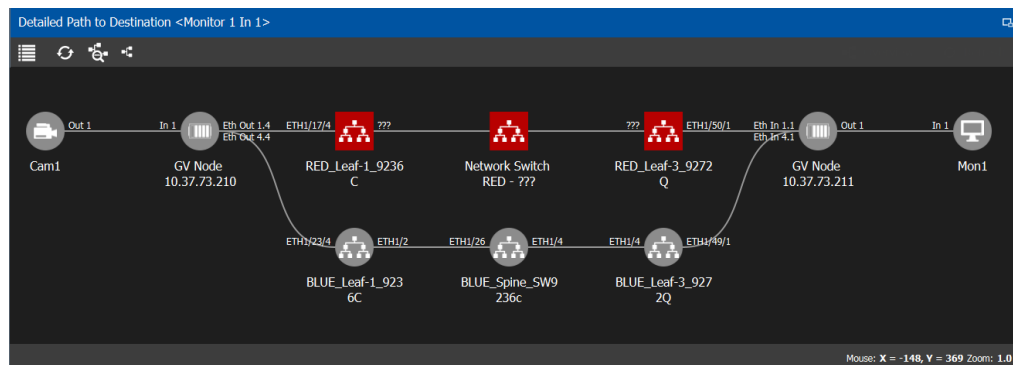 Detailed Path to Destination <Monitor 1 In 1>
Out 1
In 1
Eth Out 1.4
Eth Out 4.4
ETH1/17/4
???
???
ETH1/50/1
Eth In 1.1
Eth In 4.1
Out 1
In 1
Cam1
GV Node
10.37.73.210
RED_Leaf-1_9236
C
Network Switch
RED - ???
RED_Leaf-3_9272
Q
GV Node
10.37.73.211
Mon1
ETH1/23/4
ETH1/2
ETH1/26
ETH1/4
ETH1/4
ETH1/49/1
BLUE_Leaf-1_923
6C
BLUE_Spine_SW9
236c
BLUE_Leaf-3_927
2Q
Mouse: X = -148, Y = 369 Zoom: 1.0